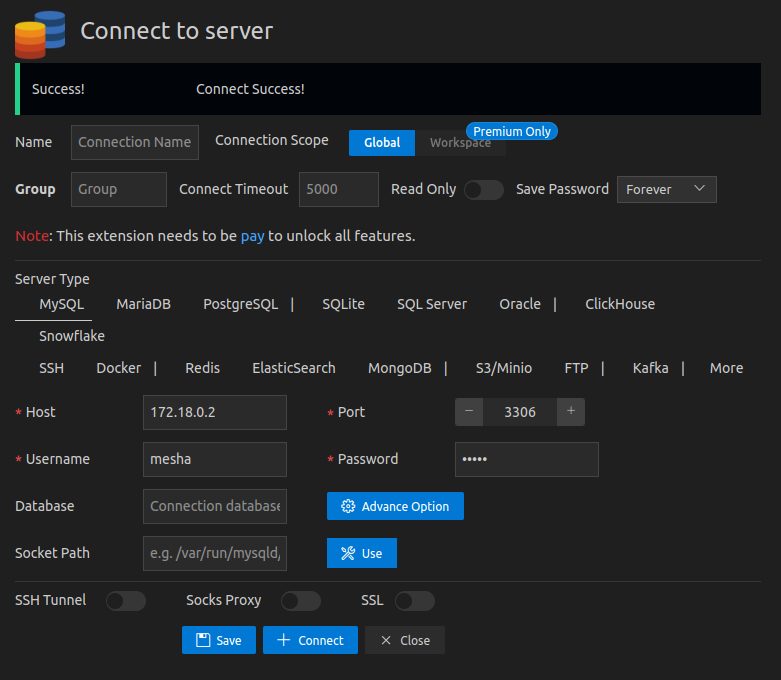 Connect to server
Success! Connect Success!
Name Connection Name Connection Scope Global Workspace Premium Only
Group Group Connect Timeout 5000 Read Only Save Password Forever
Note: This extension needs to be pay to unlock all features.
Server Type
MySQL MariaDB PostgreSQL | SQLite SQL Server Oracle | ClickHouse
Snowflake
SSH Docker | Redis ElasticSearch MongoDB | S3/Minio FTP | Kafka | More
* Host 172.18.0.2 * Port − 3306 +
* Username mesha * Password •••••
Database Connection database Advance Option
Socket Path e.g. /var/run/mysqld, Use
SSH Tunnel Socks Proxy SSL
Save + Connect × Close